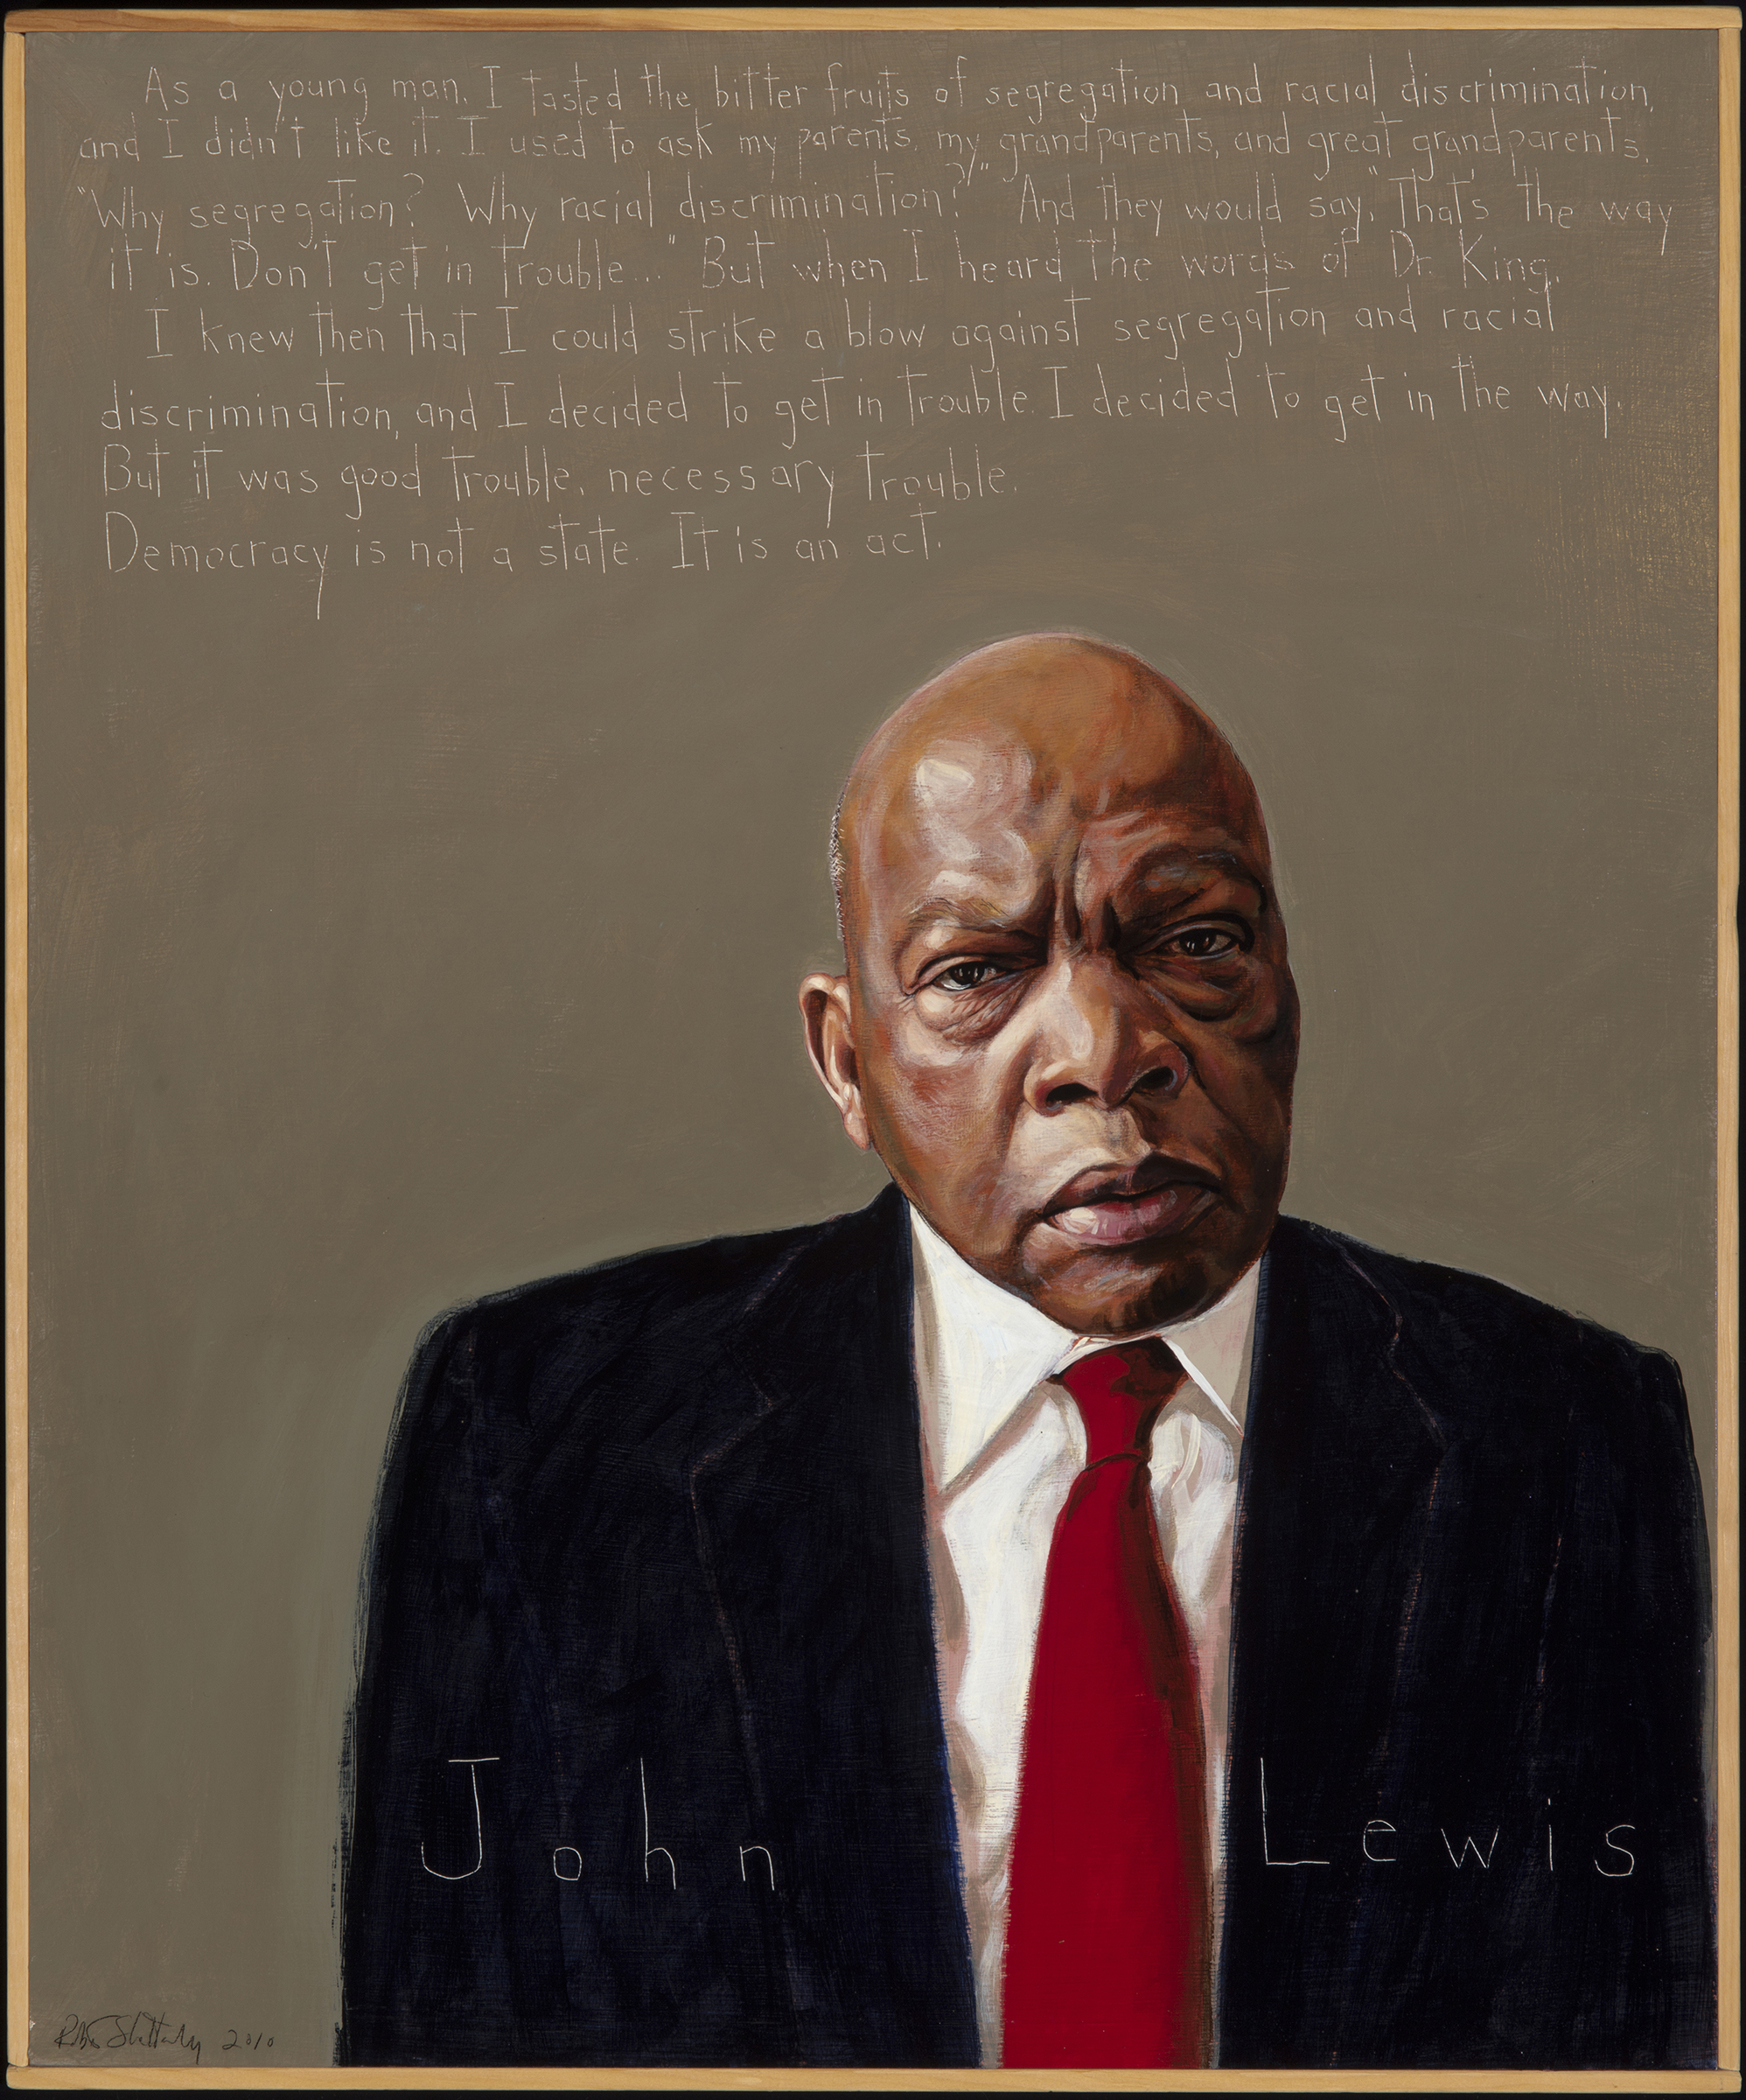 As a young man, I tasted the bitter fruits of segregation and racial discrimination,
and I didn't like it. I used to ask my parents, my grandparents, and great grandparents,
"Why segregation? Why racial discrimination?" And they would say, "That's the way
it is. Don't get in trouble..." But when I heard the words of Dr. King,
I knew then that I could strike a blow against segregation and racial
discrimination, and I decided to get in trouble. I decided to get in the way.
But it was good trouble, necessary trouble.
Democracy is not a state. It is an act.
John Lewis
Robert Shetterly 2010